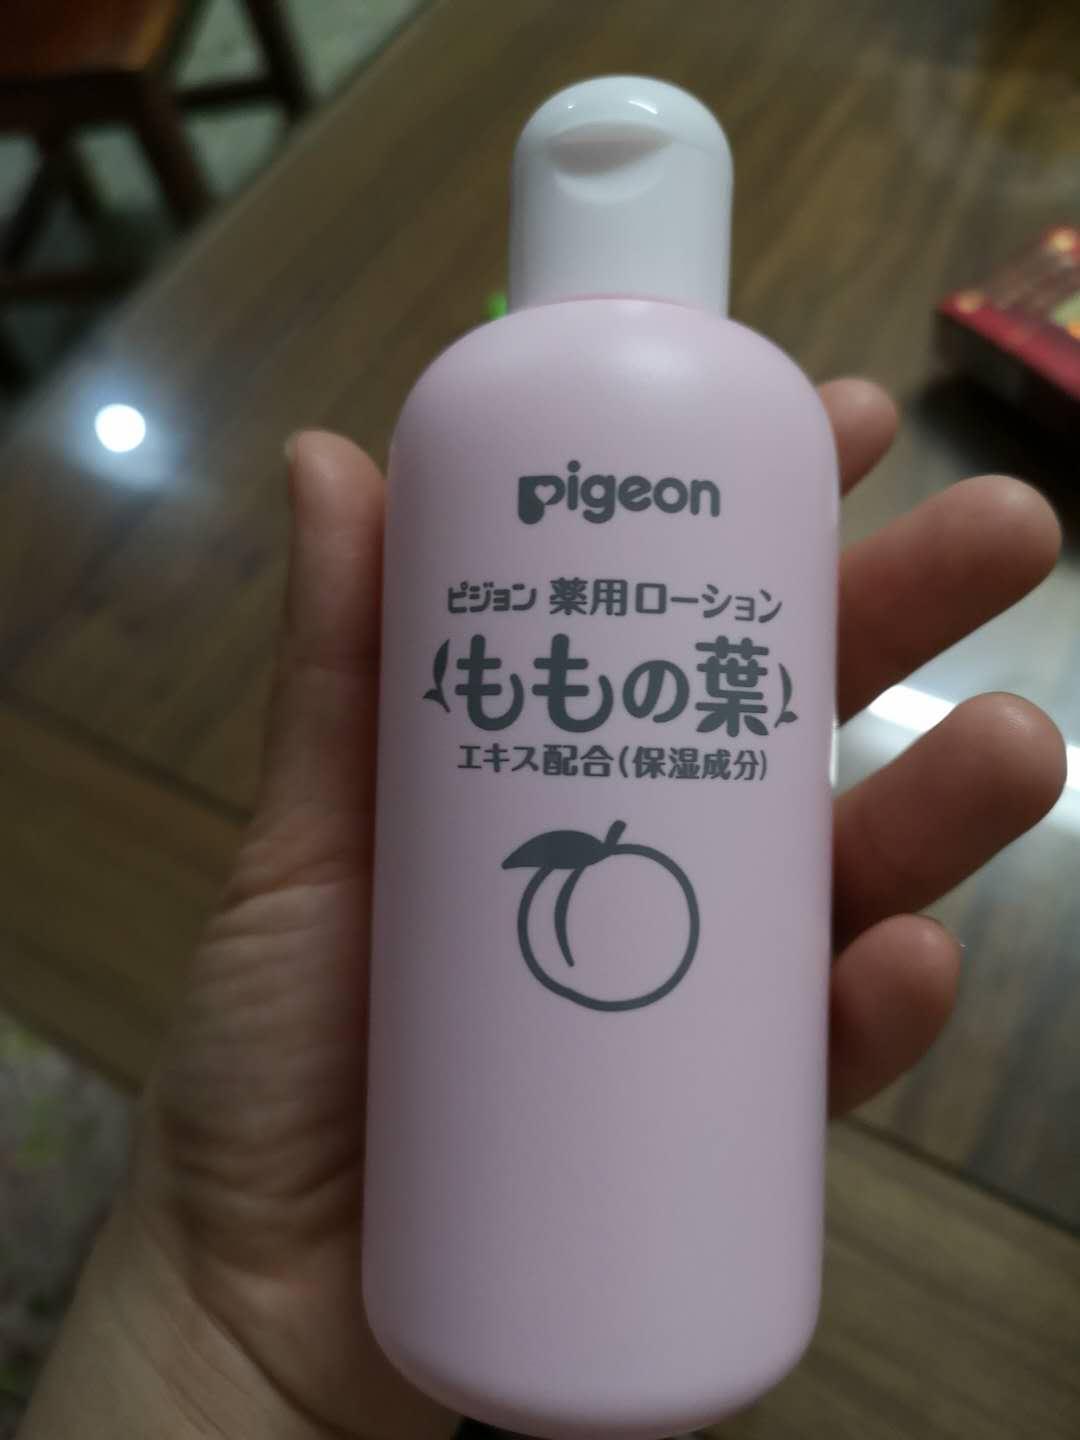 pigeon
ピジョン 薬用ローション
ももの葉
エキス配合(保湿成分)